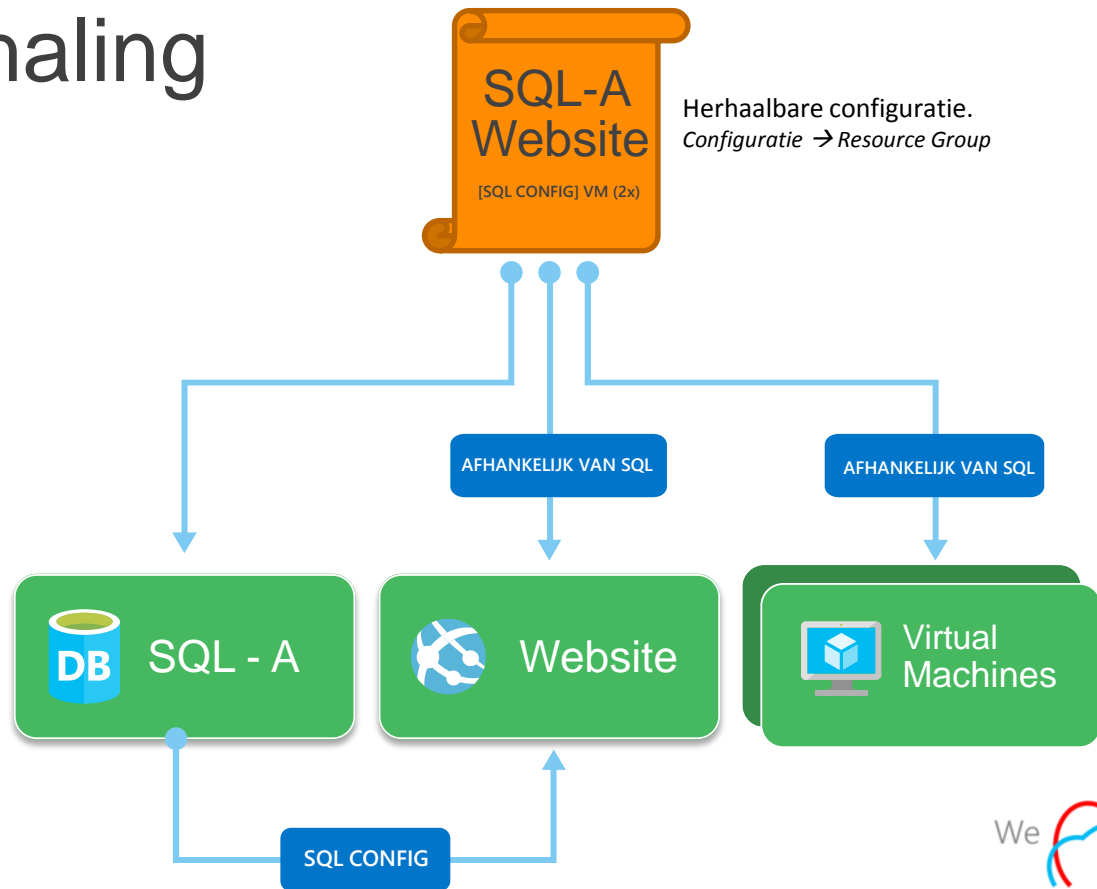 haling
SQL-A
Website
[SQL CONFIG] VM (2x)
Herhaalbare configuratie.
Configuratie → Resource Group
AFHANKELIJK VAN SQL
AFHANKELIJK VAN SQL
DB
SQL - A
Website
Virtual
Machines
SQL CONFIG
We